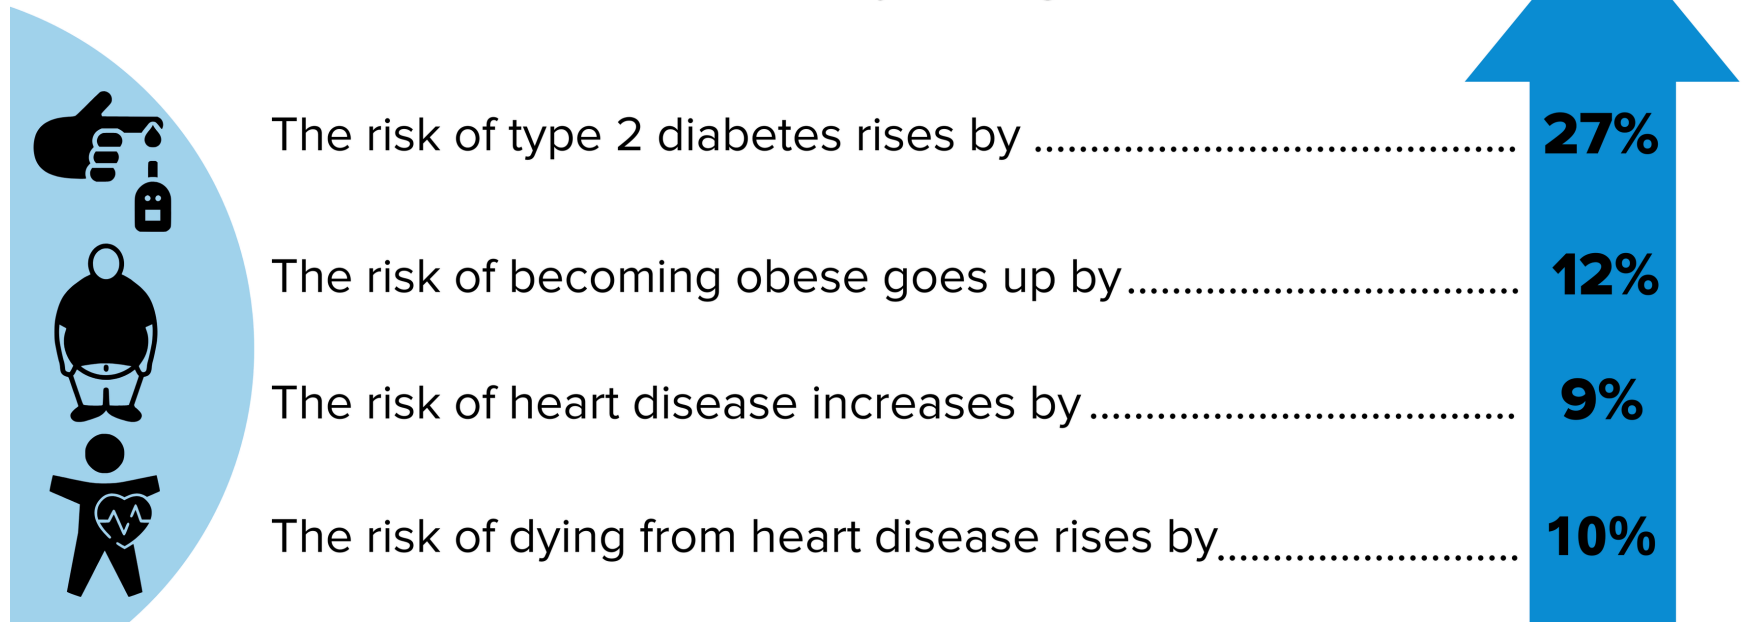 The risk of type 2 diabetes rises by ........................................... 27%
The risk of becoming obese goes up by................................... 12%
The risk of heart disease increases by...................................... 9%
The risk of dying from heart disease rises by........................... 10%